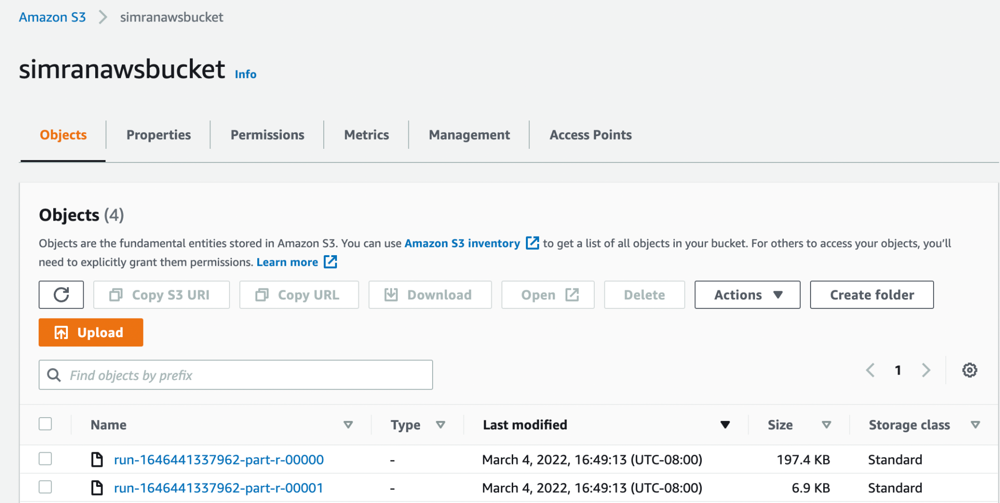 Amazon S3 > simranawsbucket
simranawsbucket Info
Objects Properties Permissions Metrics Management Access Points
Objects (4)
Objects are the fundamental entities stored in Amazon S3. You can use Amazon S3 inventory to get a list of all objects in your bucket. For others to access your objects, you’ll
need to explicitly grant them permissions. Learn more
Copy S3 URI Copy URL Download Open Delete Actions Create folder
Upload
Find objects by prefix 1
Name Type Last modified Size Storage class
run-1646441337962-part-r-00000 - March 4, 2022, 16:49:13 (UTC-08:00) 197.4 KB Standard
run-1646441337962-part-r-00001 - March 4, 2022, 16:49:13 (UTC-08:00) 6.9 KB Standard